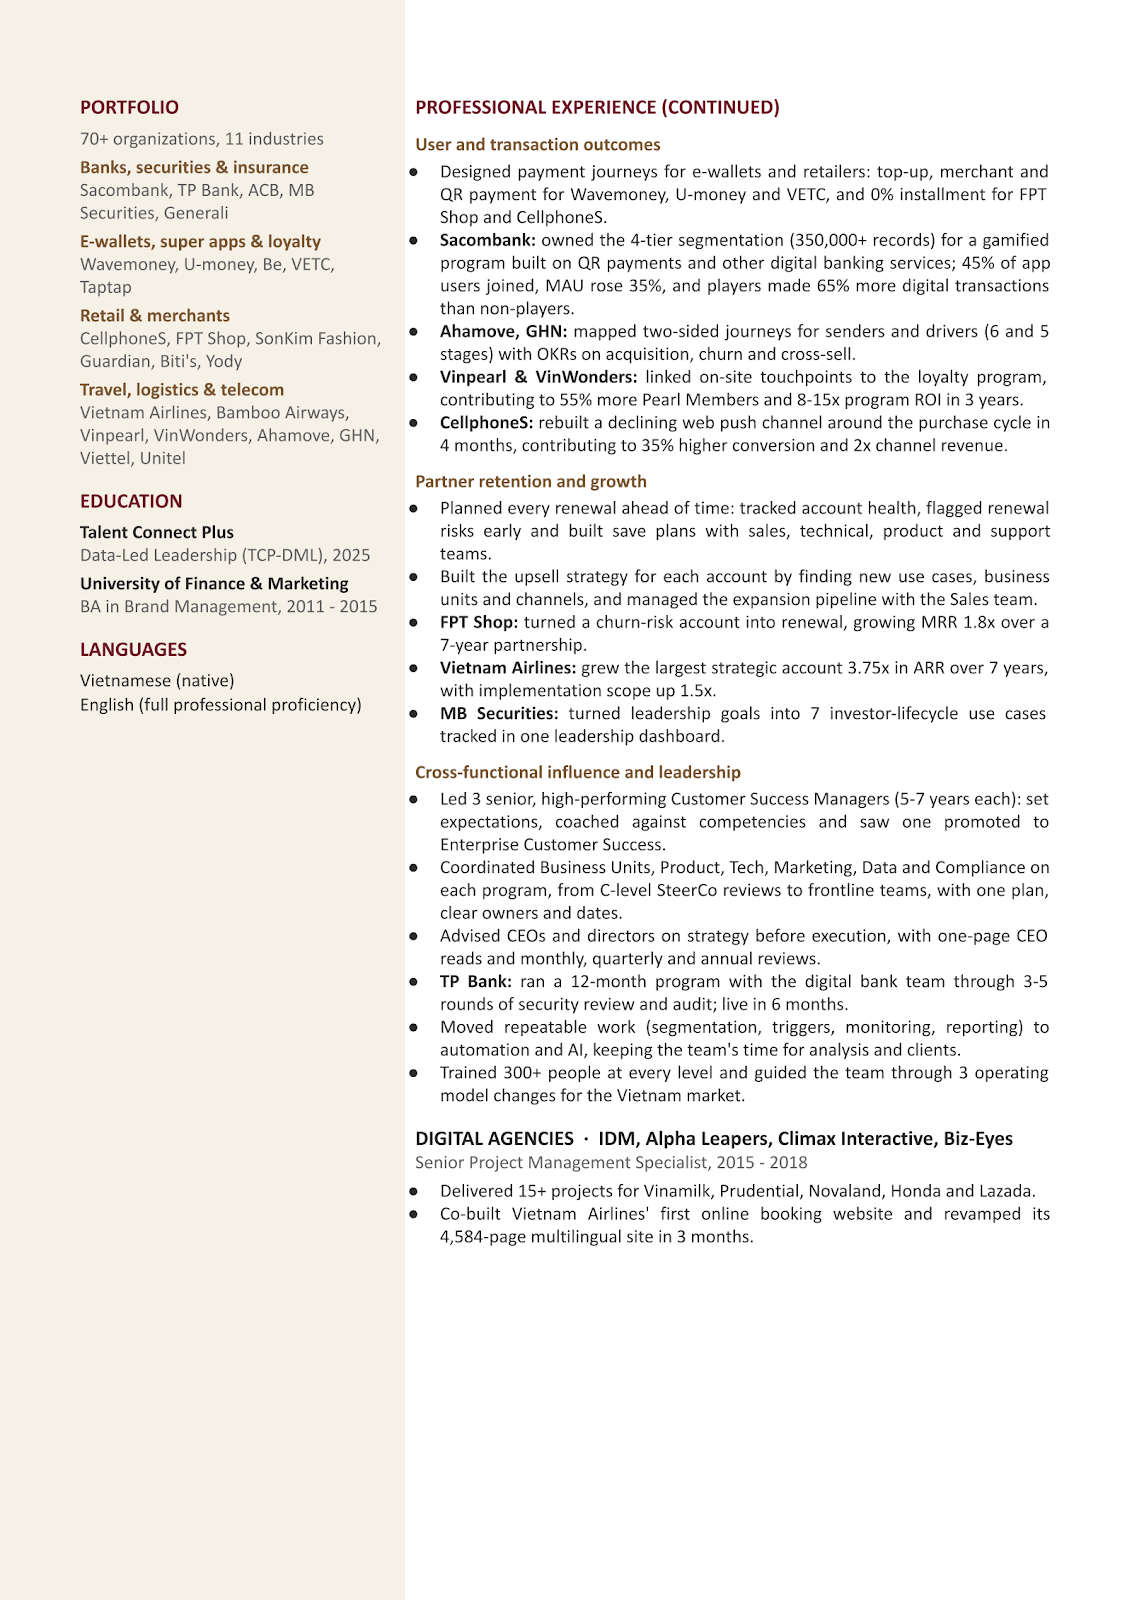 PORTFOLIO
70+ organizations, 11 industries
Banks, securities & insurance
Sacombank, TP Bank, ACB, MB
Securities, Generali
E-wallets, super apps & loyalty
Wavemoney, U-money, Be, VETC,
Taptap
Retail & merchants
CellphoneS, FPT Shop, SonKim Fashion,
Guardian, Biti's, Yody
Travel, logistics & telecom
Vietnam Airlines, Bamboo Airways,
Vinpearl, VinWonders, Ahamove, GHN,
Viettel, Unitel
EDUCATION
Talent Connect Plus
Data-Led Leadership (TCP-DML), 2025
University of Finance & Marketing
BA in Brand Management, 2011 - 2015
LANGUAGES
Vietnamese (native)
English (full professional proficiency)
PROFESSIONAL EXPERIENCE (CONTINUED)
User and transaction outcomes
● Designed payment journeys for e-wallets and retailers: top-up, merchant and
QR payment for Wavemoney, U-money and VETC, and 0% installment for FPT
Shop and CellphoneS.
● Sacombank: owned the 4-tier segmentation (350,000+ records) for a gamified
program built on QR payments and other digital banking services; 45% of app
users joined, MAU rose 35%, and players made 65% more digital transactions
than non-players.
● Ahamove, GHN: mapped two-sided journeys for senders and drivers (6 and 5
stages) with OKRs on acquisition, churn and cross-sell.
● Vinpearl & VinWonders: linked on-site touchpoints to the loyalty program,
contributing to 55% more Pearl Members and 8-15x program ROI in 3 years.
● CellphoneS: rebuilt a declining web push channel around the purchase cycle in
4 months, contributing to 35% higher conversion and 2x channel revenue.
Partner retention and growth
● Planned every renewal ahead of time: tracked account health, flagged renewal
risks early and built save plans with sales, technical, product and support
teams.
● Built the upsell strategy for each account by finding new use cases, business
units and channels, and managed the expansion pipeline with the Sales team.
● FPT Shop: turned a churn-risk account into renewal, growing MRR 1.8x over a
7-year partnership.
● Vietnam Airlines: grew the largest strategic account 3.75x in ARR over 7 years,
with implementation scope up 1.5x.
● MB Securities: turned leadership goals into 7 investor-lifecycle use cases
tracked in one leadership dashboard.
Cross-functional influence and leadership
● Led 3 senior, high-performing Customer Success Managers (5-7 years each): set
expectations, coached against competencies and saw one promoted to
Enterprise Customer Success.
● Coordinated Business Units, Product, Tech, Marketing, Data and Compliance on
each program, from C-level SteerCo reviews to frontline teams, with one plan,
clear owners and dates.
● Advised CEOs and directors on strategy before execution, with one-page CEO
reads and monthly, quarterly and annual reviews.
● TP Bank: ran a 12-month program with the digital bank team through 3-5
rounds of security review and audit; live in 6 months.
● Moved repeatable work (segmentation, triggers, monitoring, reporting) to
automation and AI, keeping the team's time for analysis and clients.
● Trained 300+ people at every level and guided the team through 3 operating
model changes for the Vietnam market.
DIGITAL AGENCIES · IDM, Alpha Leapers, Climax Interactive, Biz-Eyes
Senior Project Management Specialist, 2015 - 2018
● Delivered 15+ projects for Vinamilk, Prudential, Novaland, Honda and Lazada.
● Co-built Vietnam Airlines' first online booking website and revamped its
4,584-page multilingual site in 3 months.